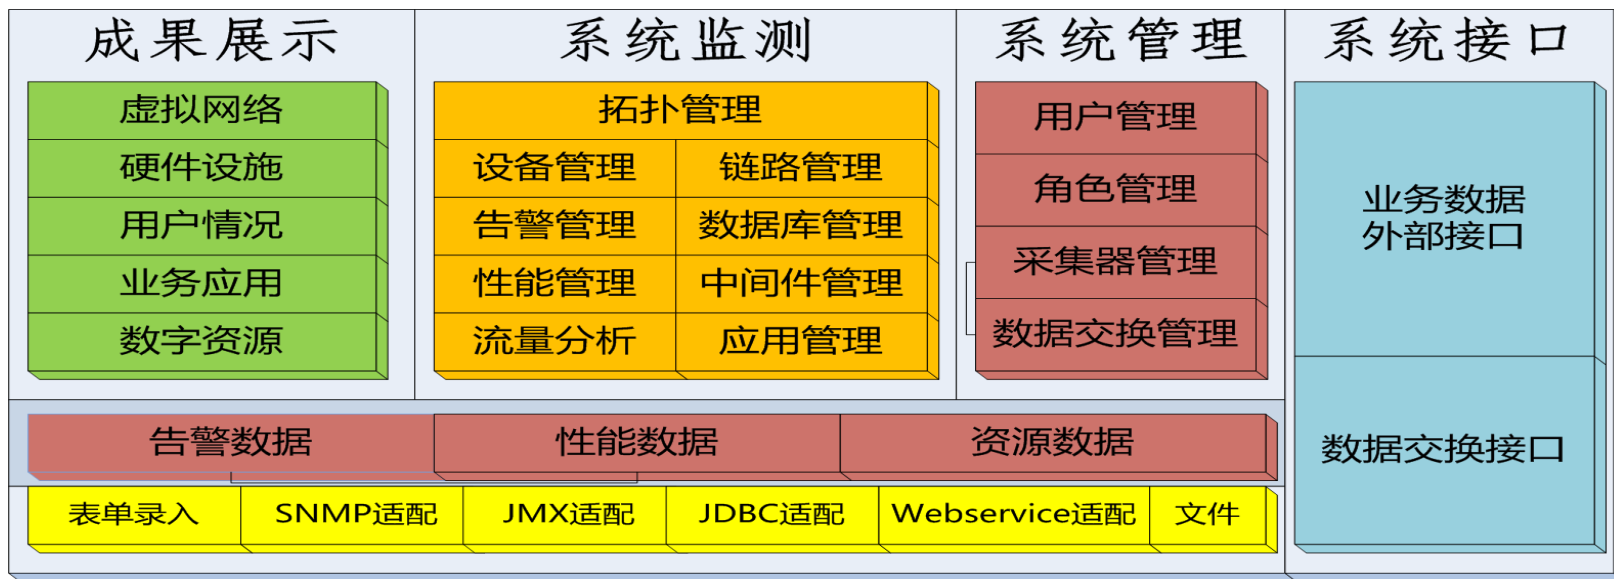 成果展示
虚拟网络
硬件设施
用户情况
业务应用
数字资源
系统监测
拓扑管理
设备管理
链路管理
告警管理
数据库管理
性能管理
中间件管理
流量分析
应用管理
系统管理
用户管理
角色管理
采集器管理
数据交换管理
系统接口
业务数据
外部接口
数据交换接口
告警数据
性能数据
资源数据
表单录入
SNMP适配
JMX适配
JDBC适配
Webservice适配
文件